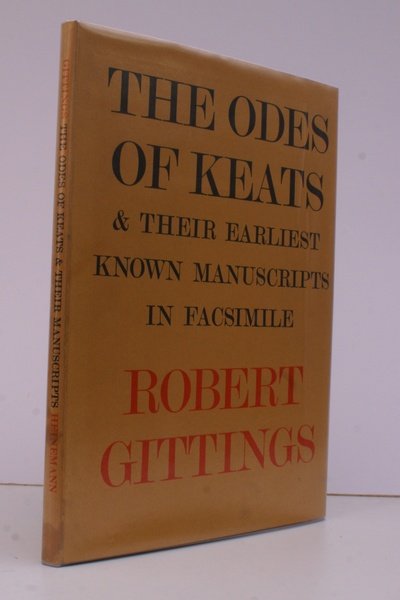 THE ODES
OF KEATS
& THEIR EARLIEST
KNOWN MANUSCRIPTS
IN FACSIMILE
ROBERT
GITTINGS
GITTINGS THE ODES OF KEATS & THEIR MANUSCRIPTS HEINEMANN